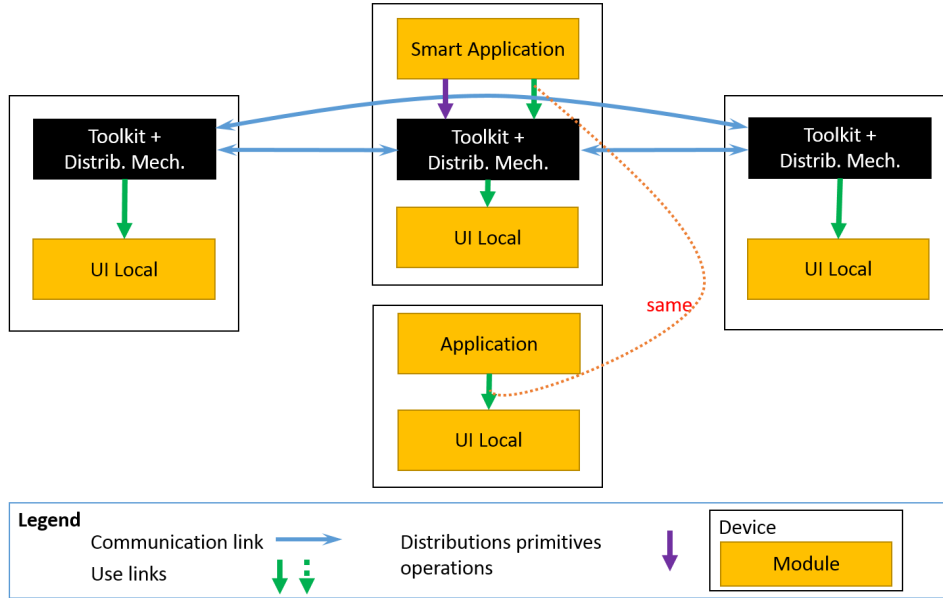 Smart Application
Toolkit +
Distrib. Mech.
Toolkit +
Distrib. Mech.
Toolkit +
Distrib. Mech.
UI Local
UI Local
UI Local
same
Application
UI Local
Legend
Communication link
Use links
Distributions primitives
operations
Device
Module